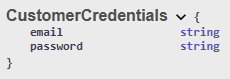 CustomerCredentials {
email string
password string
}